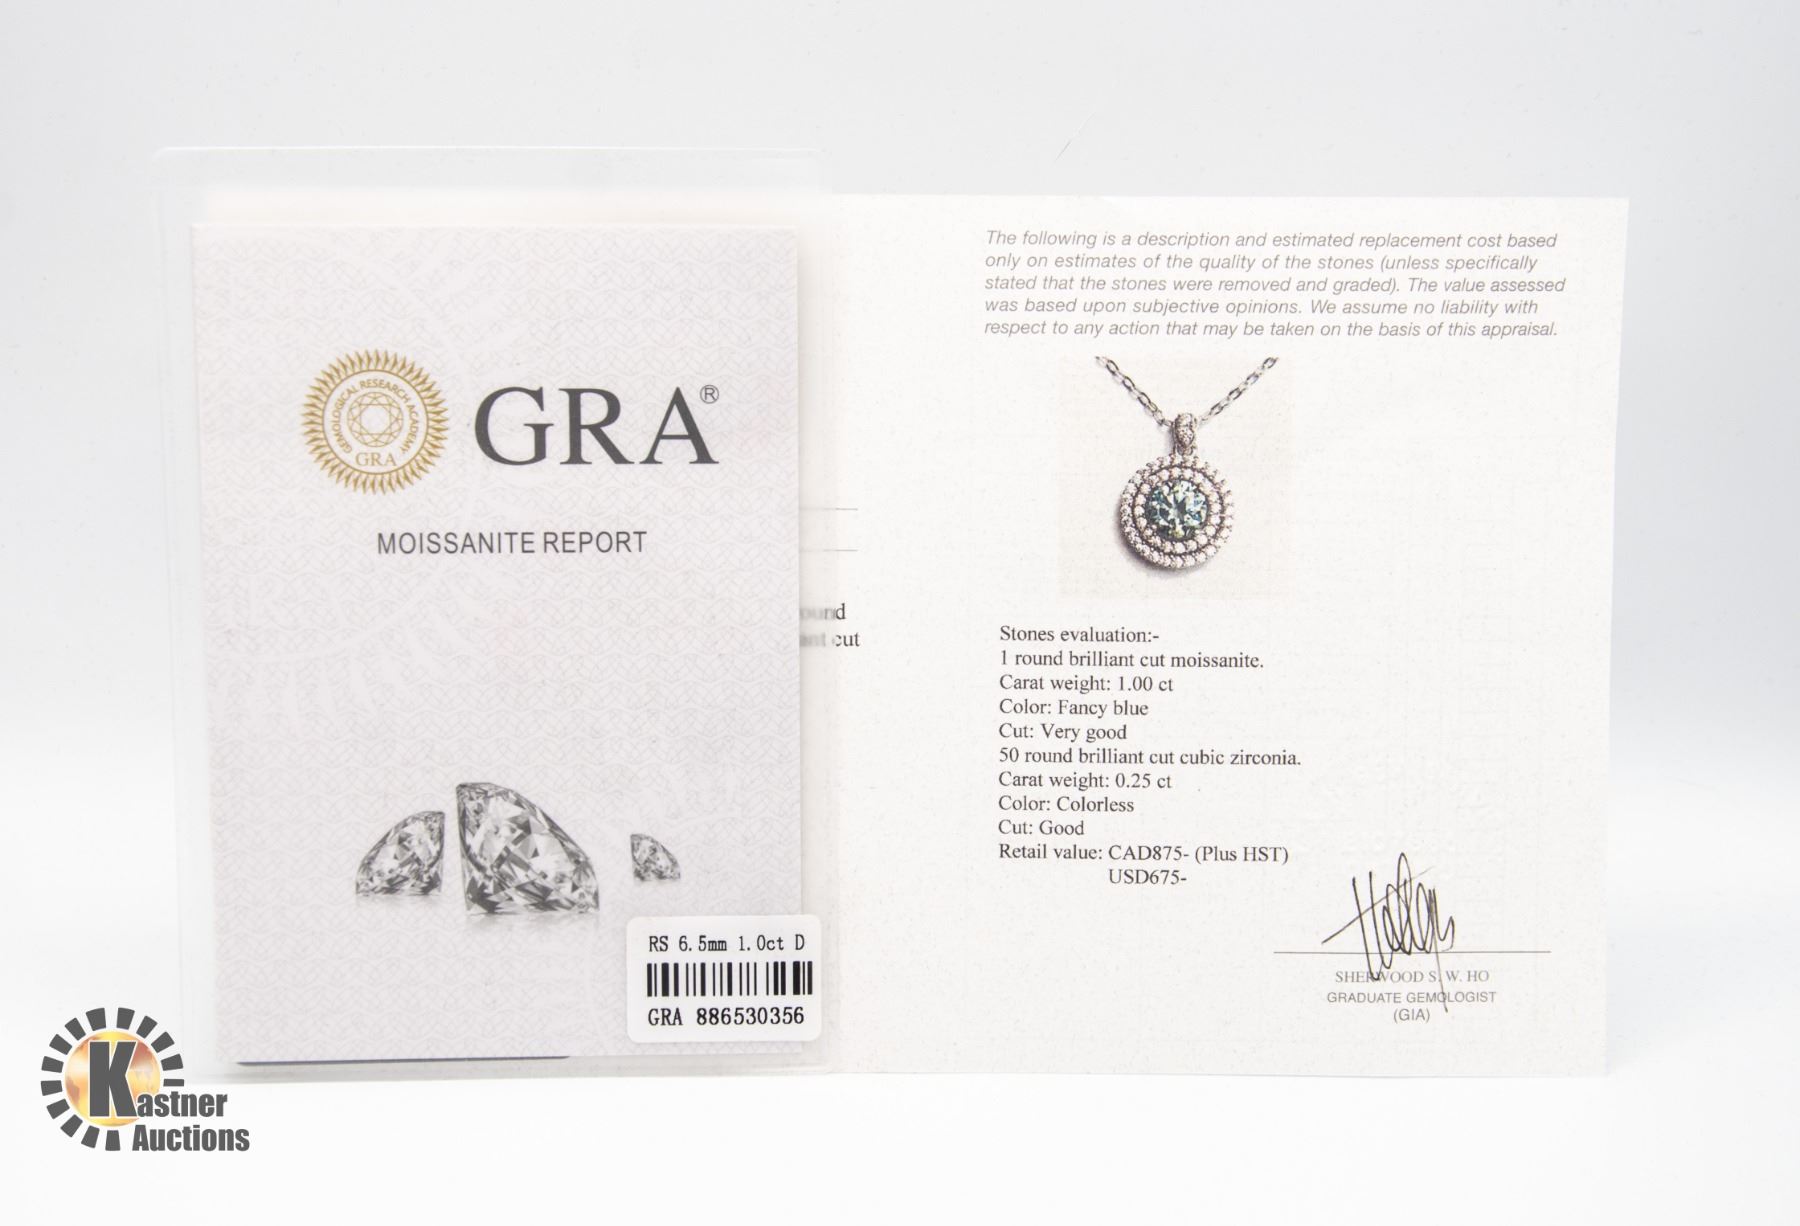 GEMOLOGICAL RESEARCH ACADEMY
GRA
GRA®
MOISSANITE REPORT
RS 6.5mm 1.0ct D
GRA 886530356
ound
ant cut
The following is a description and estimated replacement cost based
only on estimates of the quality of the stones (unless specifically
stated that the stones were removed and graded). The value assessed
was based upon subjective opinions. We assume no liability with
respect to any action that may be taken on the basis of this appraisal.
Stones evaluation:-
1 round brilliant cut moissanite.
Carat weight: 1.00 ct
Color: Fancy blue
Cut: Very good
50 round brilliant cut cubic zirconia.
Carat weight: 0.25 ct
Color: Colorless
Cut: Good
Retail value: CAD875- (Plus HST)
USD675-
SHERWOOD S. W. HO
GRADUATE GEMOLOGIST
(GIA)
Kastner
Auctions